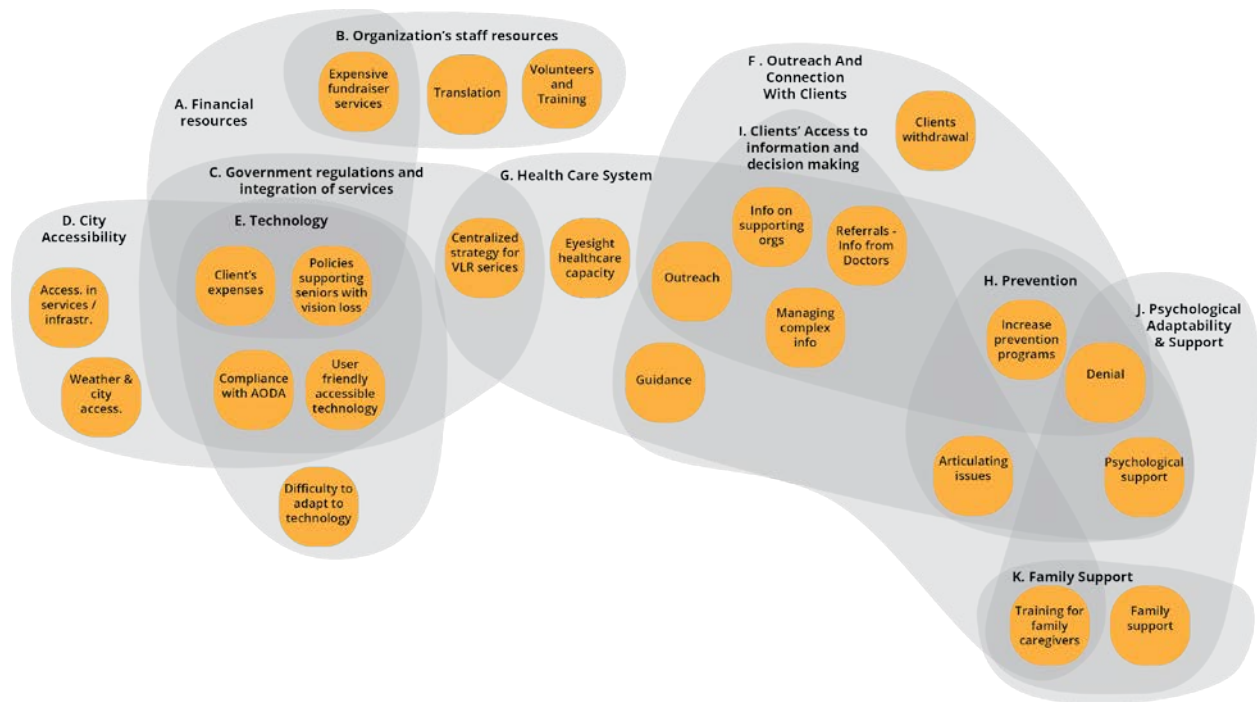 B. Organization's staff resources
Expensive
fundraiser
services
Translation
Volunteers
and
Training
A. Financial
resources
F . Outreach And
Connection
With Clients
Clients
withdrawal
I. Clients' Access to
information and
decision making
C. Government regulations and
integration of services
G. Health Care System
D. City
Accessibility
E. Technology
Client's
expenses
Policies
supporting
seniors with
vision loss
Centralized
strategy for
VLR serices
Eyesight
healthcare
capacity
Info on
supporting
orgs
Referrals -
Info from
Doctors
Outreach
Managing
complex
info
H. Prevention
Increase
prevention
programs
J. Psychological
Adaptability
& Support
Access. in
services /
infrastr.
Weather &
city
access.
Compliance
with AODA
User
friendly
accessible
technology
Guidance
Denial
Articulating
issues
Psychological
support
Difficulty to
adapt to
technology
K. Family Support
Training for
family
caregivers
Family
support